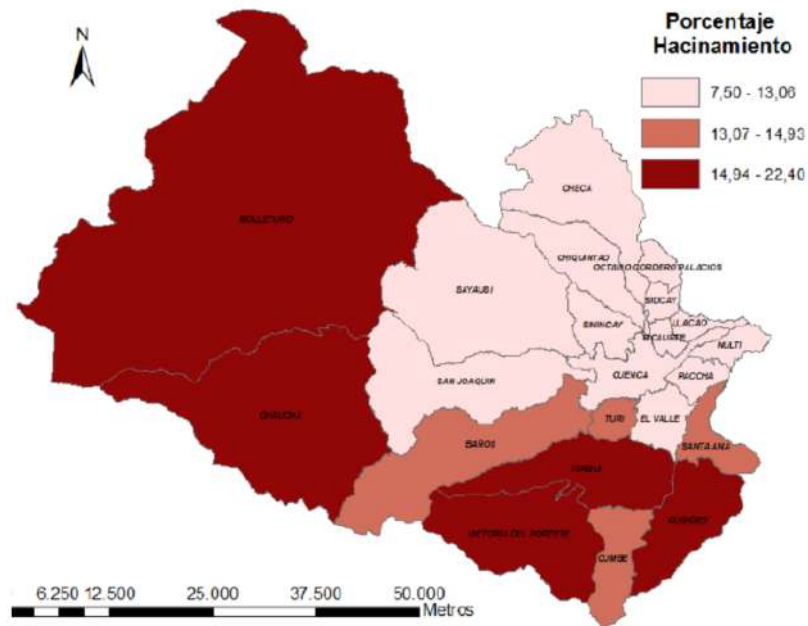 N
Porcentaje
Hacinamiento
7,50 - 13,06
13,07 - 14,93
14,94 - 22,40
CHECA
MOLLETURO
CHIQUINTAD
OCTAVIO CORDERO PALACIOS
SAYAUSI
SIDCAY
SININCAY
LLACAO
RICAURTE
NULTI
CUENCA
PACCHA
SAN JOAQUIN
CHAUCHA
TURI
EL VALLE
BAÑOS
SANTA ANA
TARQUI
QUINGEO
VICTORIA DEL PORTETE
CUMBE
6.250 12.500 25.000 37.500 50.000
Metros